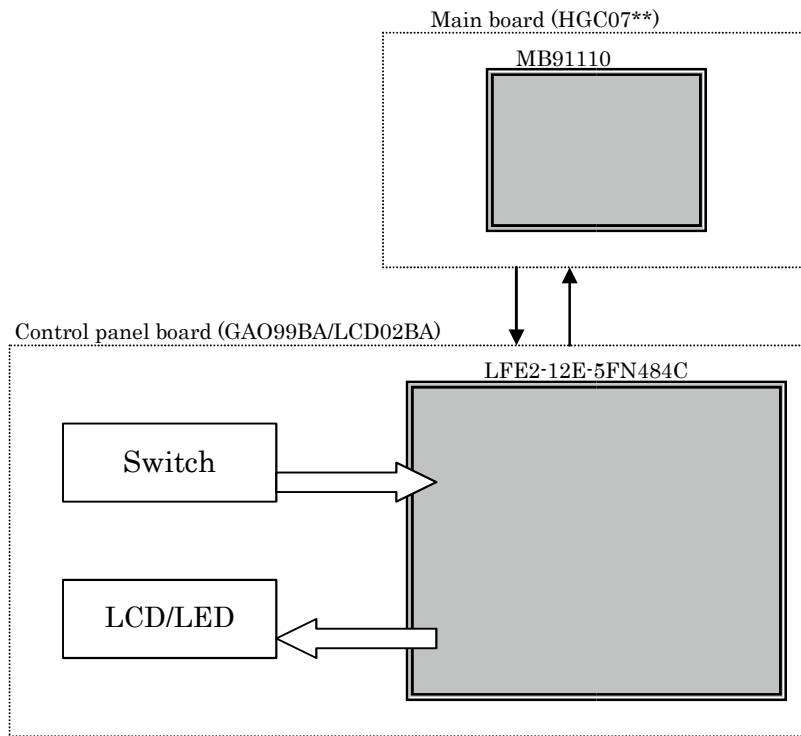 Main board (HGC07**)
MB91110
Control panel board (GAO99BA/LCD02BA)
LFE2-12E-5FN484C
Switch
LCD/LED